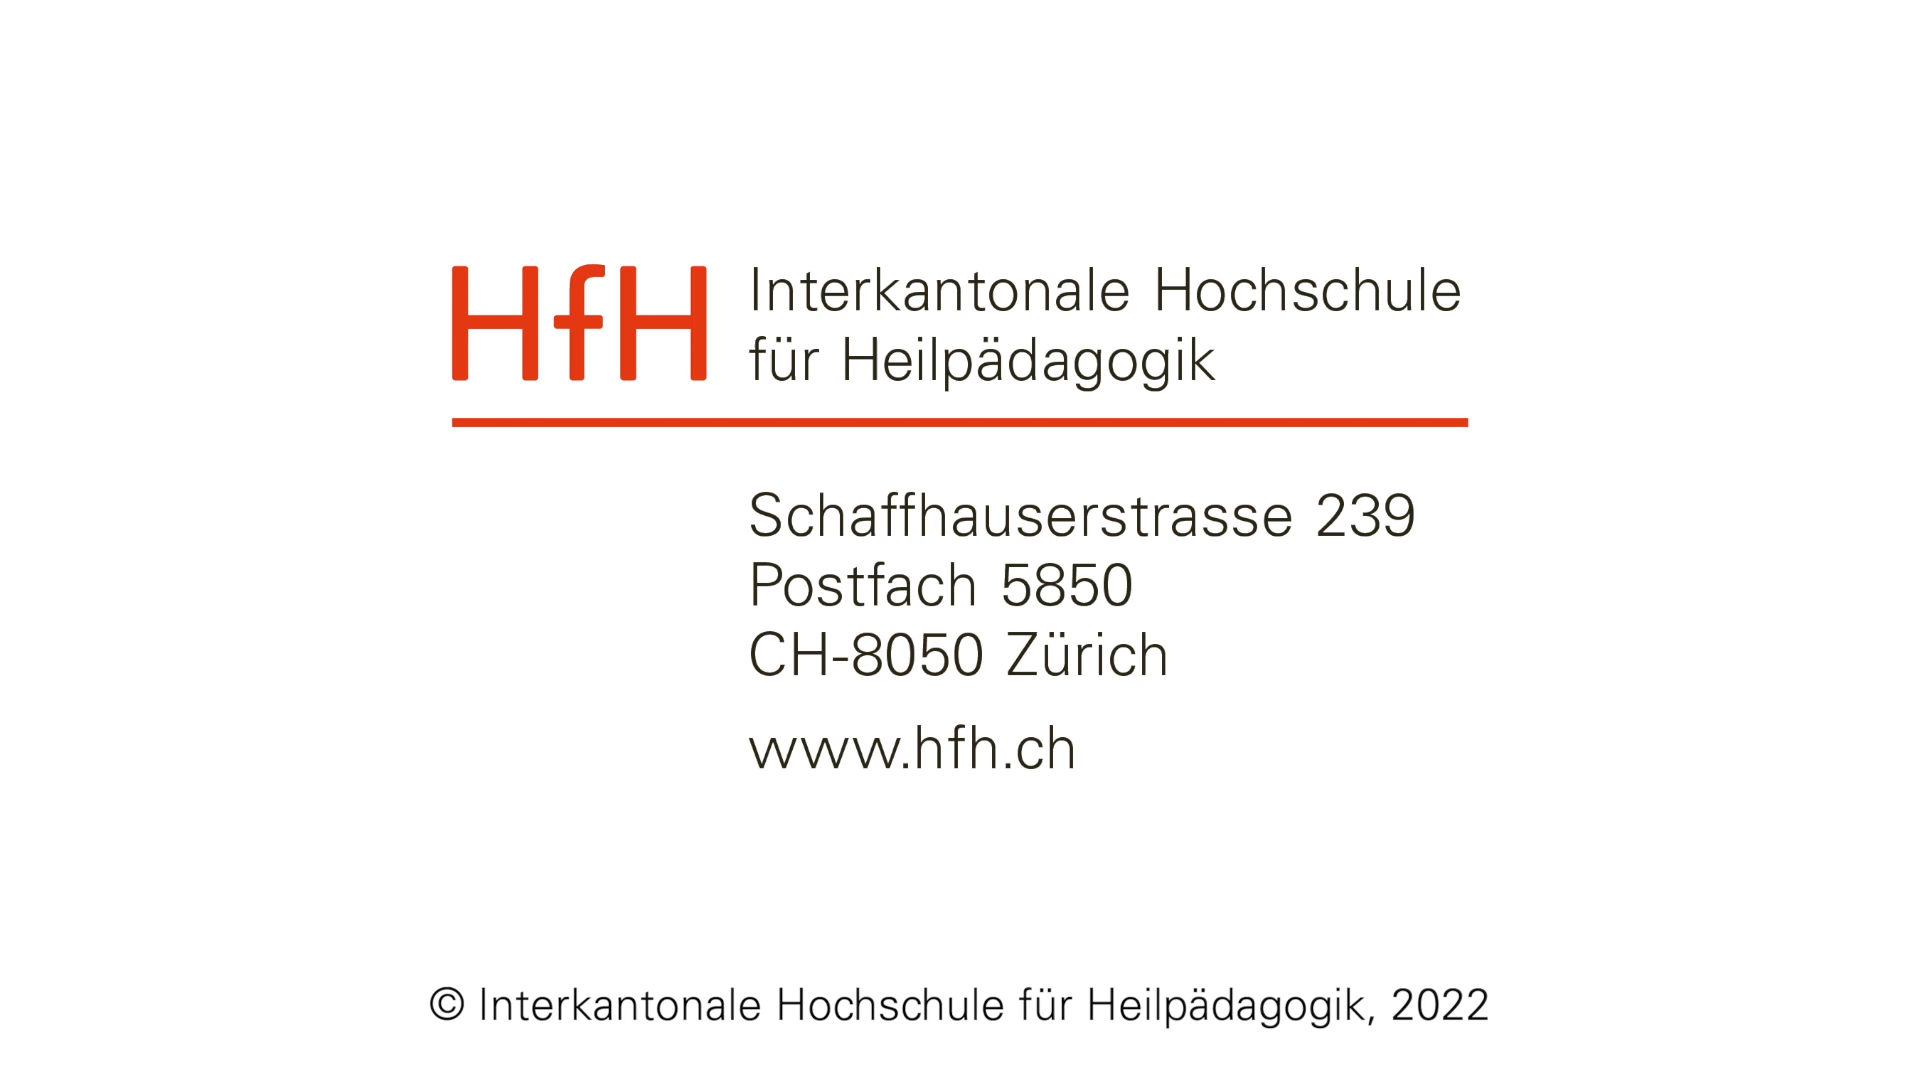 HfH Interkantonale Hochschule
für Heilpädagogik
Schaffhauserstrasse 239
Postfach 5850
CH-8050 Zürich
www.hfh.ch
© Interkantonale Hochschule für Heilpädagogik, 2022